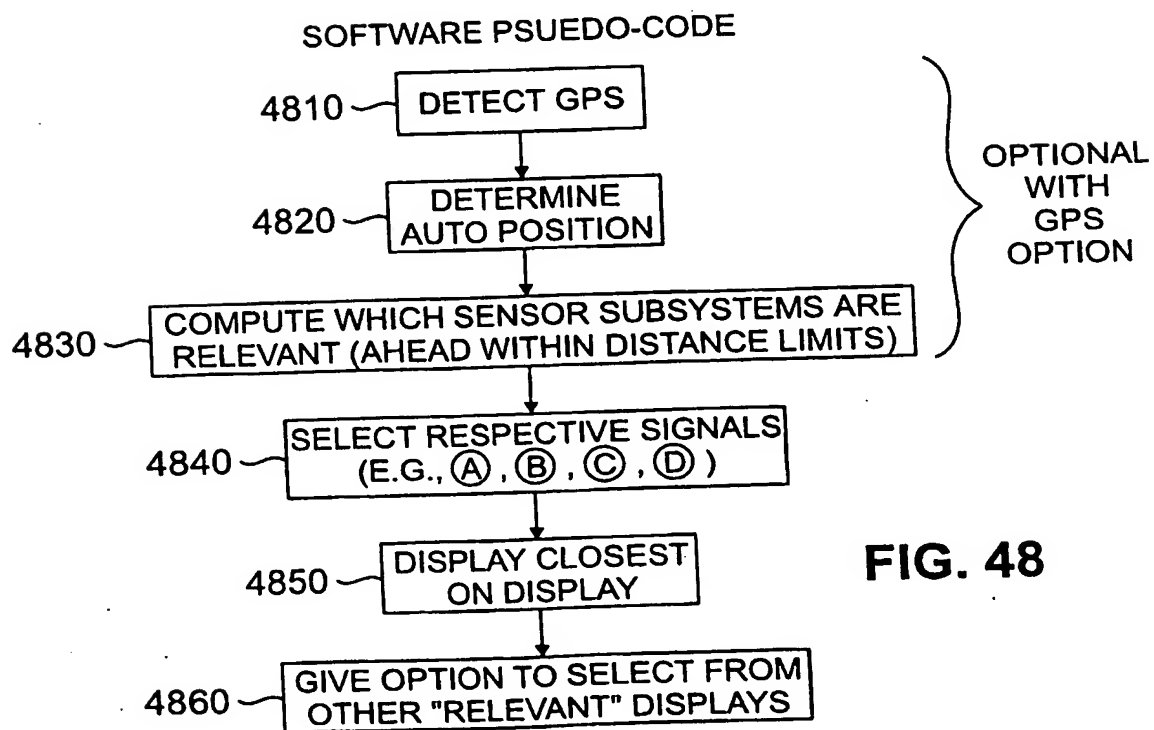 SOFTWARE PSUEDO-CODE
4810
DETECT GPS
4820
DETERMINE
AUTO POSITION
4830
COMPUTE WHICH SENSOR SUBSYSTEMS ARE
RELEVANT (AHEAD WITHIN DISTANCE LIMITS)
OPTIONAL
WITH
GPS
OPTION
4840
SELECT RESPECTIVE SIGNALS
(E.G., Ⓐ , Ⓑ , Ⓒ , Ⓓ )
4850
DISPLAY CLOSEST
ON DISPLAY
4860
GIVE OPTION TO SELECT FROM
OTHER "RELEVANT" DISPLAYS
FIG. 48